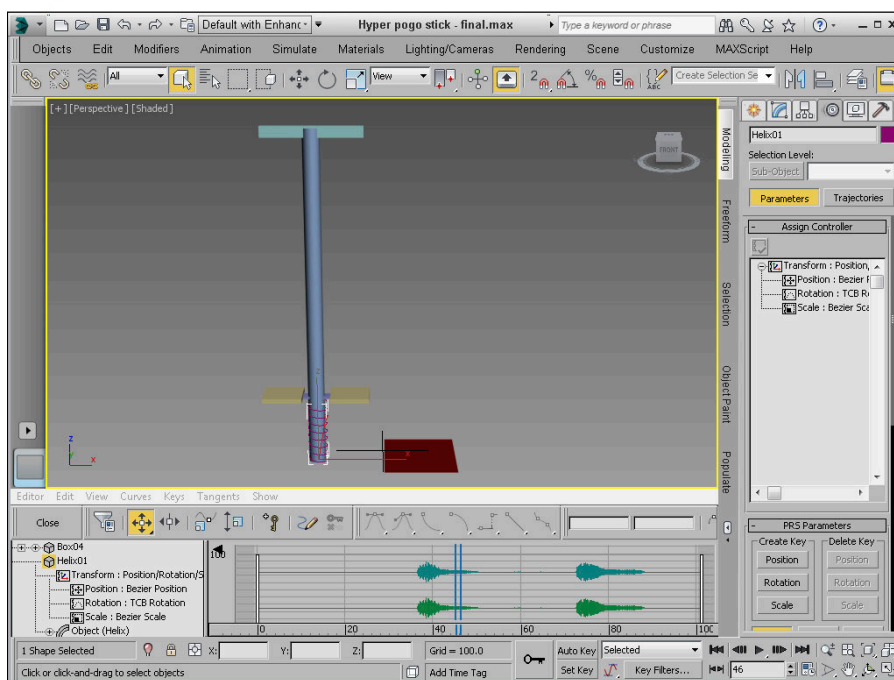 Default with Enhanc
Hyper pogo stick - final.max
Type a keyword or phrase
Objects Edit Modifiers Animation Simulate Materials Lighting/Cameras Rendering Scene Customize MAXScript Help
All
View
Create Selection Se
[+] [Perspective] [Shaded]
FRONT
Modeling
Freeform
Selection
Object Paint
Populate
Helix01
Selection Level:
Sub-Object
Parameters Trajectories
- Assign Controller
Transform : Position,
Position : Bezier
Rotation : TCB
Scale : Bezier Sca
- PRS Parameters
Create Key Delete Key
Position Position
Rotation Rotation
Scale Scale
z
x
Editor Edit View Curves Keys Tangents Show
Close
Box04
Helix01
Transform : Position/Rotation/S
Position : Bezier Position
Rotation : TCB Rotation
Scale : Bezier Scale
Object (Helix)
100
0 20 40 60 80 100
1 Shape Selected X: Y: Z: Grid = 100.0 Auto Key Selected
Click or click-and-drag to select objects Add Time Tag Set Key Key Filters... 46